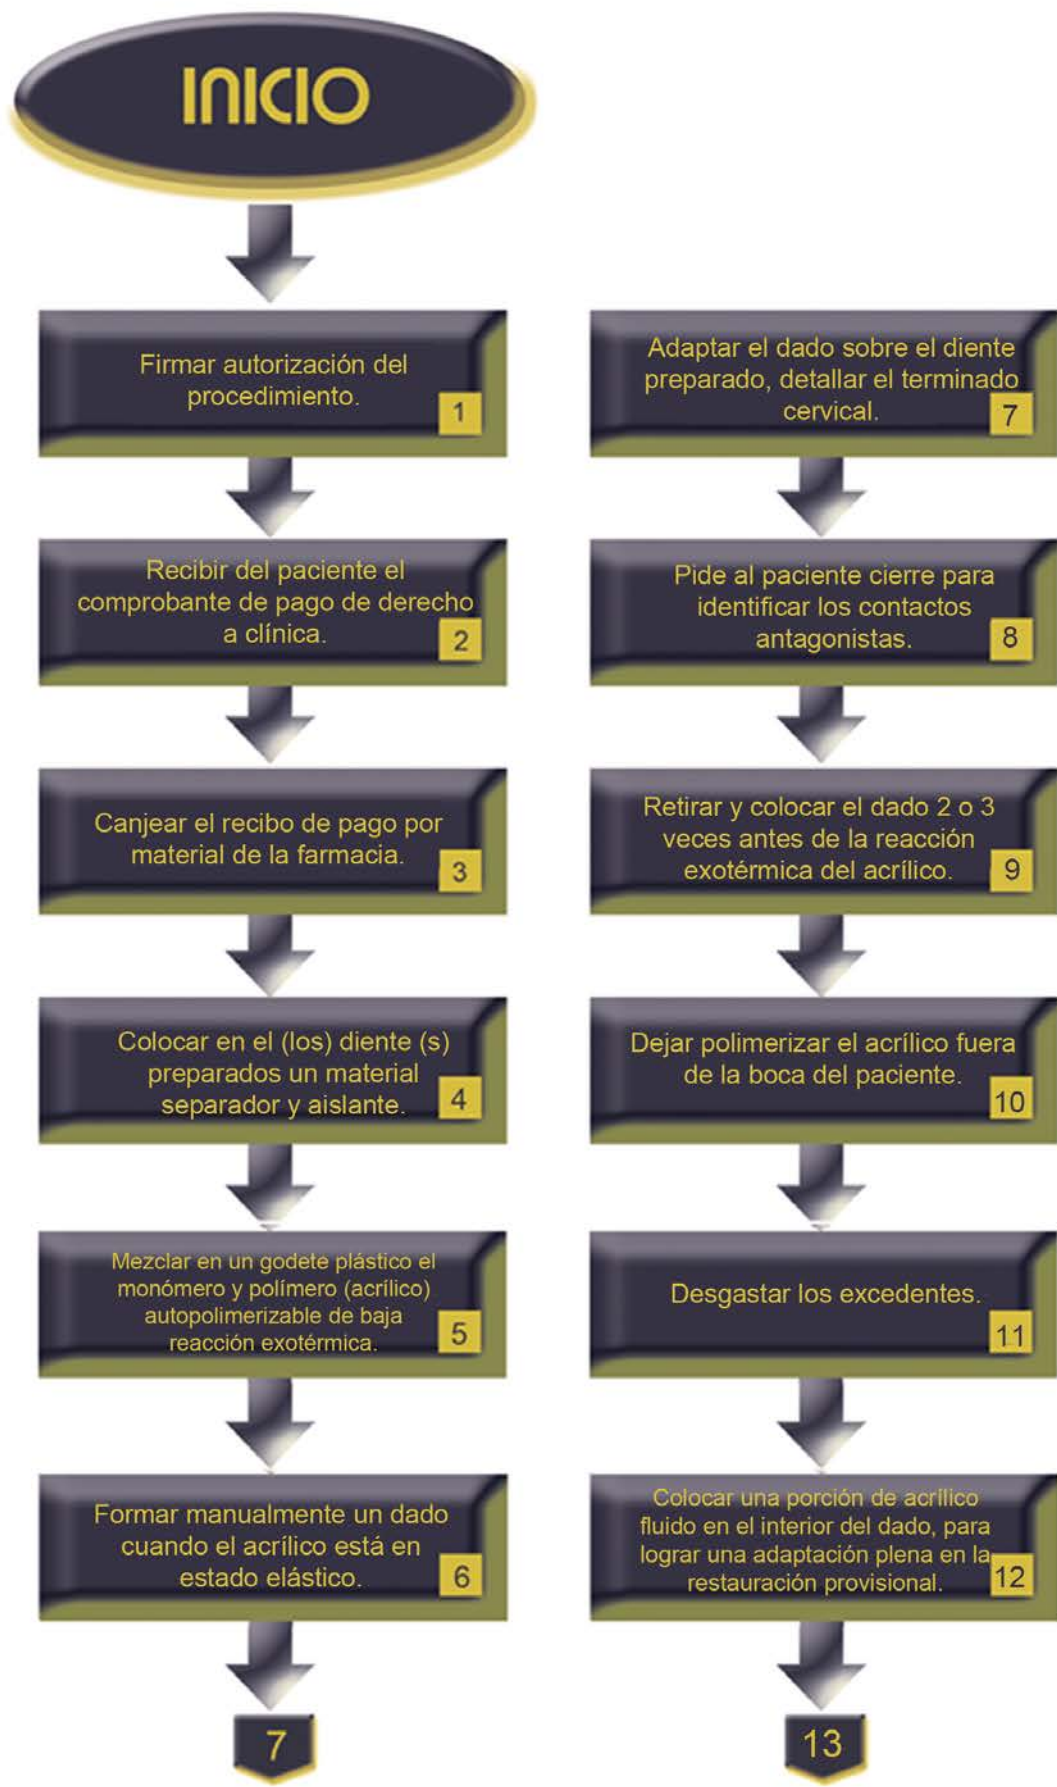 INICIO
Firmar autorización del
procedimiento.
1
Recibir del paciente el
comprobante de pago de derecho
a clínica.
2
Canjear el recibo de pago por
material de la farmacia.
3
Colocar en el (los) diente (s)
preparados un material
separador y aislante.
4
Mezclar en un godete plástico el
monómero y polímero (acrílico)
autopolimerizable de baja
reacción exotérmica.
5
Formar manualmente un dado
cuando el acrílico está en
estado elástico.
6
7
Adaptar el dado sobre el diente
preparado, detallar el terminado
cervical.
7
Pide al paciente cierre para
identificar los contactos
antagonistas.
8
Retirar y colocar el dado 2 o 3
veces antes de la reacción
exotérmica del acrílico.
9
Dejar polimerizar el acrílico fuera
de la boca del paciente.
10
Desgastar los excedentes.
11
Colocar una porción de acrílico
fluido en el interior del dado, para
lograr una adaptación plena en la
restauración provisional.
12
13